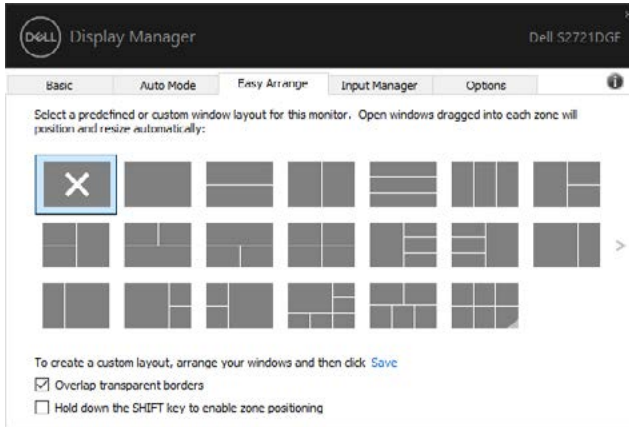 DELL Display Manager
Dell S2721DGF
Basic Auto Mode Easy Arrange Input Manager Options
Select a predefined or custom window layout for this monitor. Open windows dragged into each zone will
position and resize automatically:
To create a custom layout, arrange your windows and then click Save
Overlap transparent borders
Hold down the SHIFT key to enable zone positioning